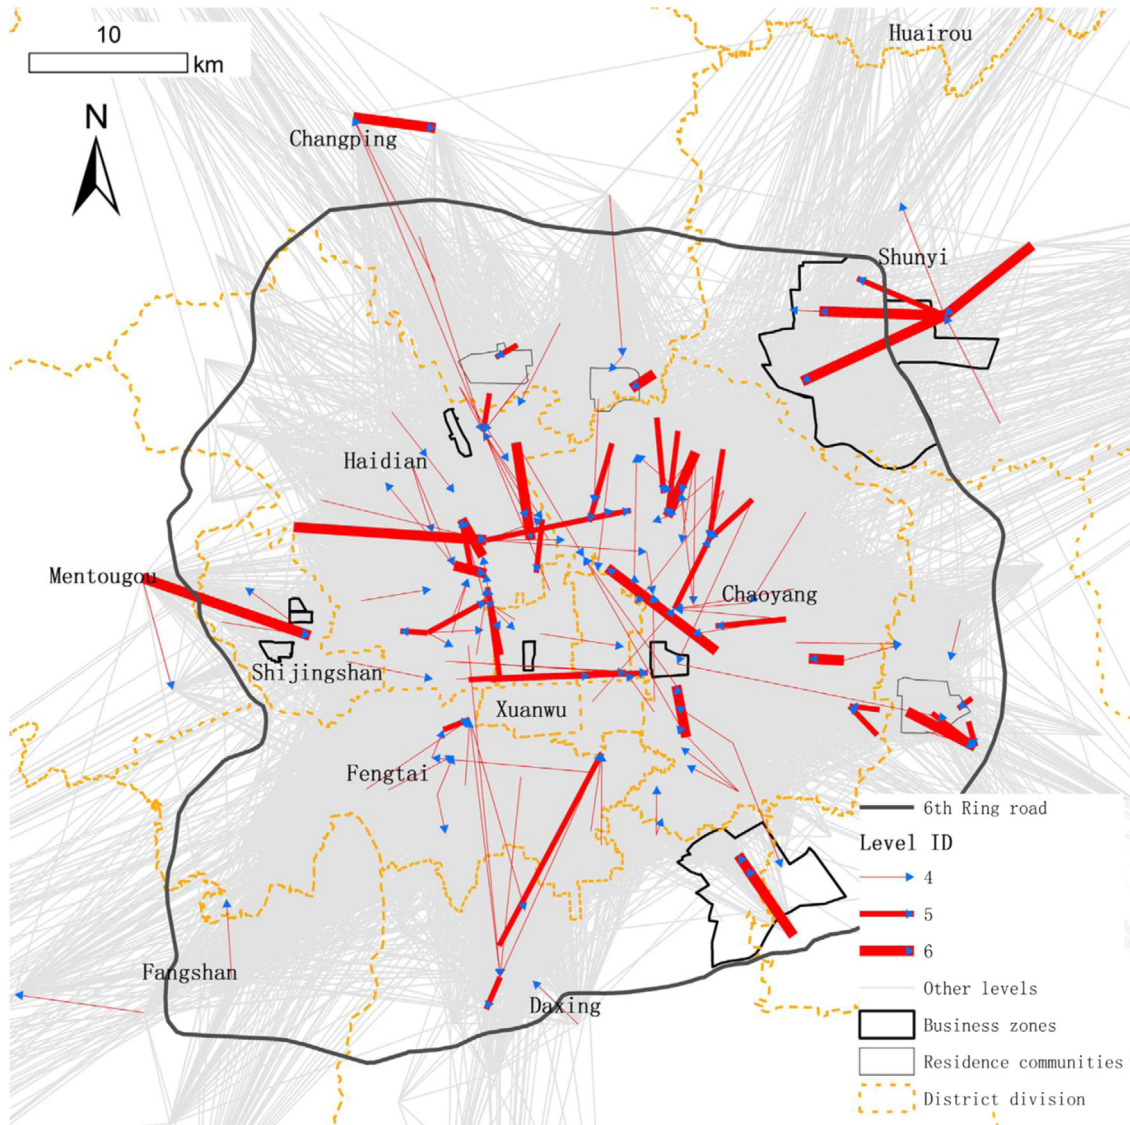 10
km
N
Huairou
Changping
Shunyi
Haidian
Mentougou
Chaoyang
Shijingshan
Xuanwu
Fengtai
Fangshan
Daxing
6th Ring road
Level ID
4
5
6
Other levels
Business zones
Residence communities
District division